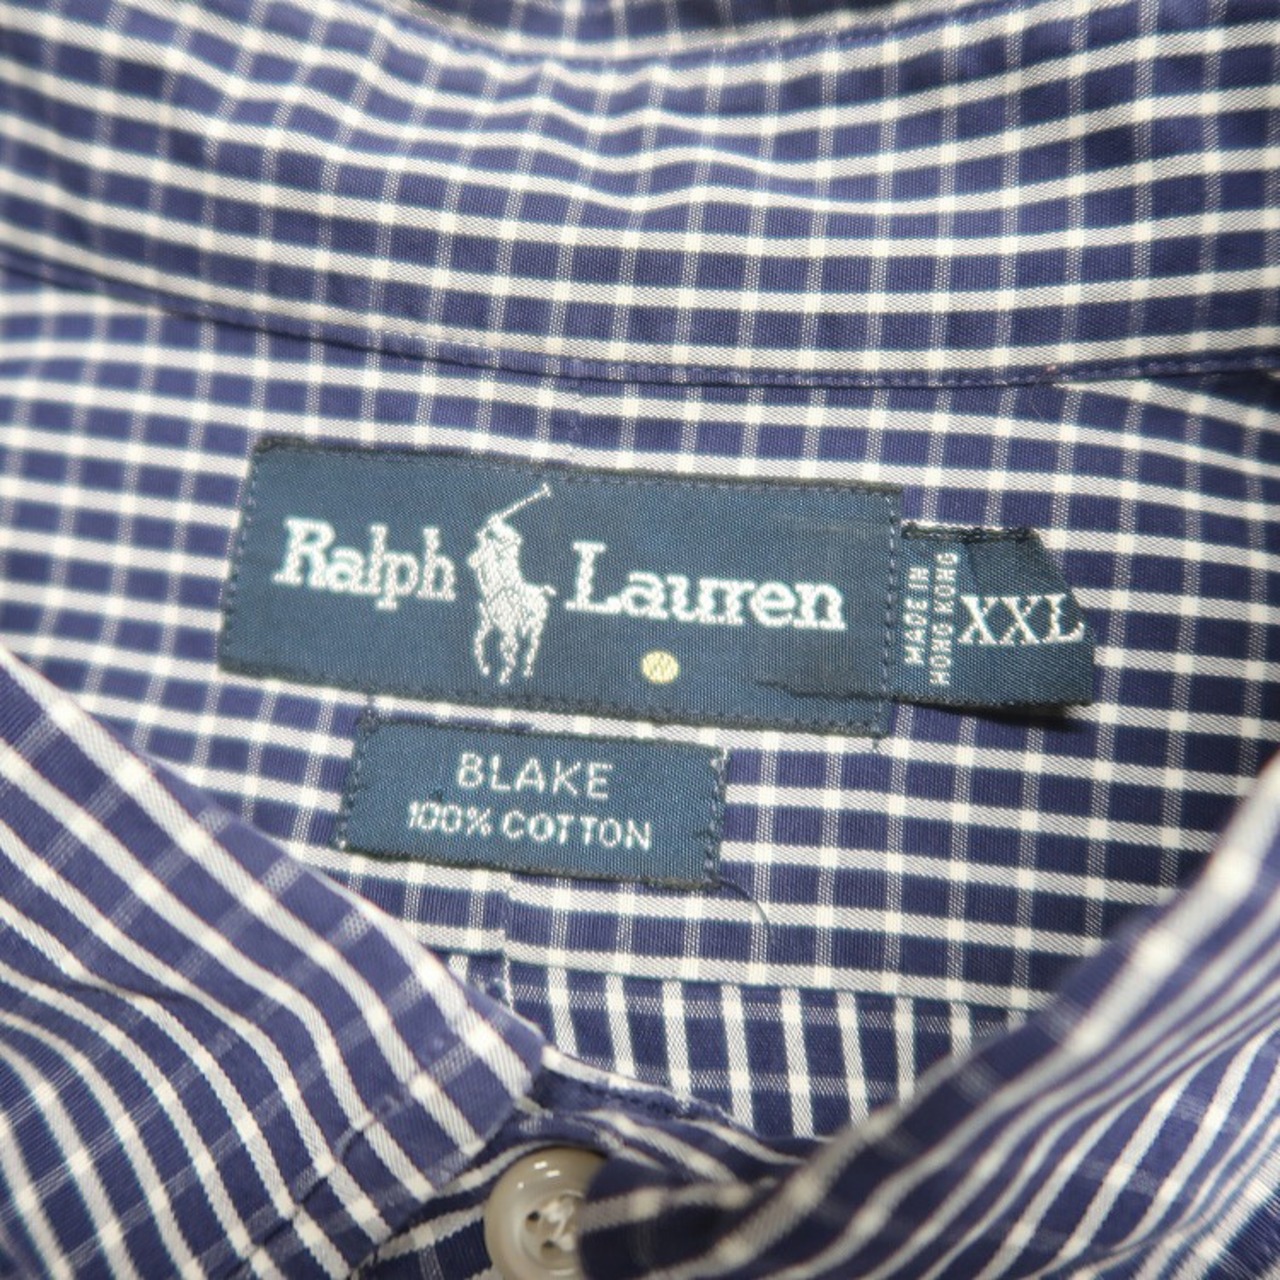 Ralph Lauren
MADE IN
HONG KONG
XXL
BLAKE
100% COTTON